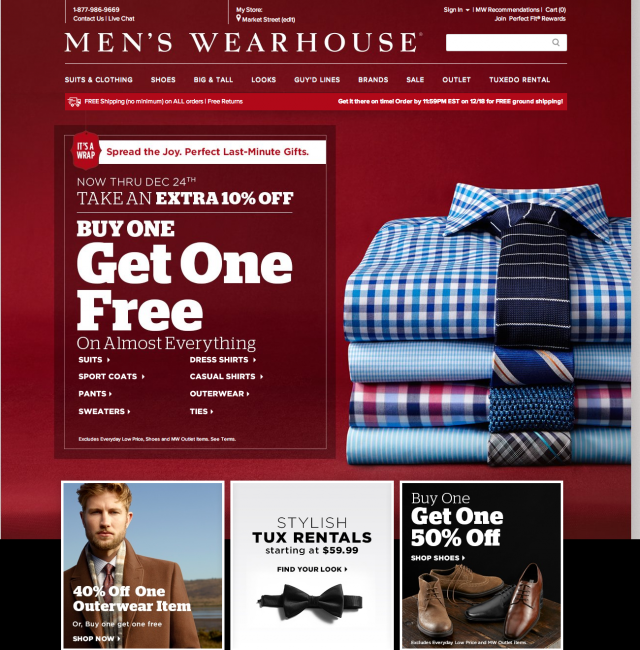 1-877-986-9669
Contact Us | Live Chat
My Store:
Market Street (edit)
Sign In | MW Recommendations | Cart (0)
Join Perfect Fit® Rewards
MEN'S WEARHOUSE®
SUITS & CLOTHING SHOES BIG & TALL LOOKS GUY'D LINES BRANDS SALE OUTLET TUXEDO RENTAL
FREE Shipping (no minimum) on ALL orders | Free Returns
Get it there on time! Order by 11:59PM EST on 12/18 for FREE ground shipping!
IT'S A
WRAP
Spread the Joy. Perfect Last-Minute Gifts.
NOW THRU DEC 24TH
TAKE AN EXTRA 10% OFF
BUY ONE
Get One
Free
On Almost Everything
SUITS DRESS SHIRTS
SPORT COATS CASUAL SHIRTS
PANTS OUTERWEAR
SWEATERS TIES
Excludes Everyday Low Price, Shoes and MW Outlet Items. See Terms.
40% Off One
Outerwear Item
Or, Buy one get one free
SHOP NOW
STYLISH
TUX RENTALS
starting at $59.99
FIND YOUR LOOK
Buy One
Get One
50% Off
SHOP SHOES
Excludes Everyday Low Price and MW Outlet Items.